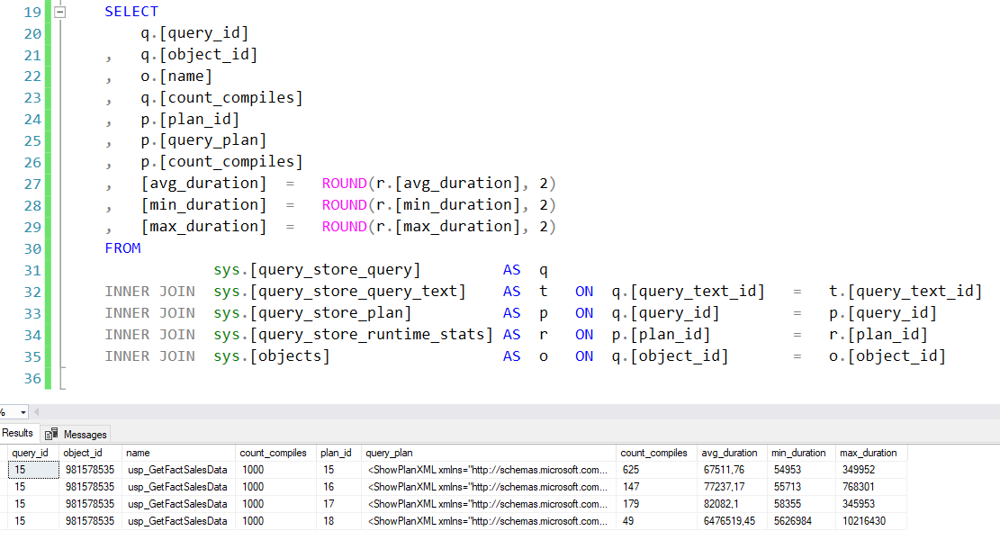 19 SELECT
20 q.[query_id]
21 , q.[object_id]
22 , o.[name]
23 , q.[count_compiles]
24 , p.[plan_id]
25 , p.[query_plan]
26 , p.[count_compiles]
27 , [avg_duration] = ROUND(r.[avg_duration], 2)
28 , [min_duration] = ROUND(r.[min_duration], 2)
29 , [max_duration] = ROUND(r.[max_duration], 2)
30 FROM
31 sys.[query_store_query] AS q
32 INNER JOIN sys.[query_store_query_text] AS t ON q.[query_text_id] = t.[query_text_id]
33 INNER JOIN sys.[query_store_plan] AS p ON q.[query_id] = p.[query_id]
34 INNER JOIN sys.[query_store_runtime_stats] AS r ON p.[plan_id] = r.[plan_id]
35 INNER JOIN sys.[objects] AS o ON q.[object_id] = o.[object_id]
36
%
Results Messages
query_id object_id name count_compiles plan_id query_plan count_compiles avg_duration min_duration max_duration
15 981578535 usp_GetFactSalesData 1000 15 <ShowPlanXML xmlns="http://schemas.microsoft.com... 625 67511,76 54953 349952
15 981578535 usp_GetFactSalesData 1000 16 <ShowPlanXML xmlns="http://schemas.microsoft.com... 147 77237,17 55713 768301
15 981578535 usp_GetFactSalesData 1000 17 <ShowPlanXML xmlns="http://schemas.microsoft.com... 179 82082,1 58355 345953
15 981578535 usp_GetFactSalesData 1000 18 <ShowPlanXML xmlns="http://schemas.microsoft.com... 49 6476519,45 5626984 10216430